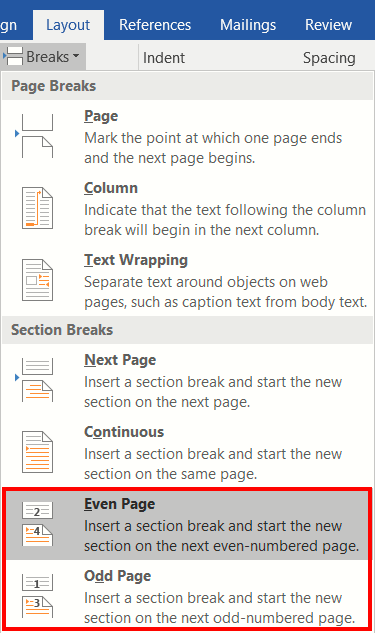 gn Layout References Mailings Review
Breaks Indent Spacing
Page Breaks
Page
Mark the point at which one page ends
and the next page begins.
Column
Indicate that the text following the column
break will begin in the next column.
Text Wrapping
Separate text around objects on web
pages, such as caption text from body text.
Section Breaks
Next Page
Insert a section break and start the new
section on the next page.
Continuous
Insert a section break and start the new
section on the same page.
2
4
Even Page
Insert a section break and start the new
section on the next even-numbered page.
1
3
Odd Page
Insert a section break and start the new
section on the next odd-numbered page.